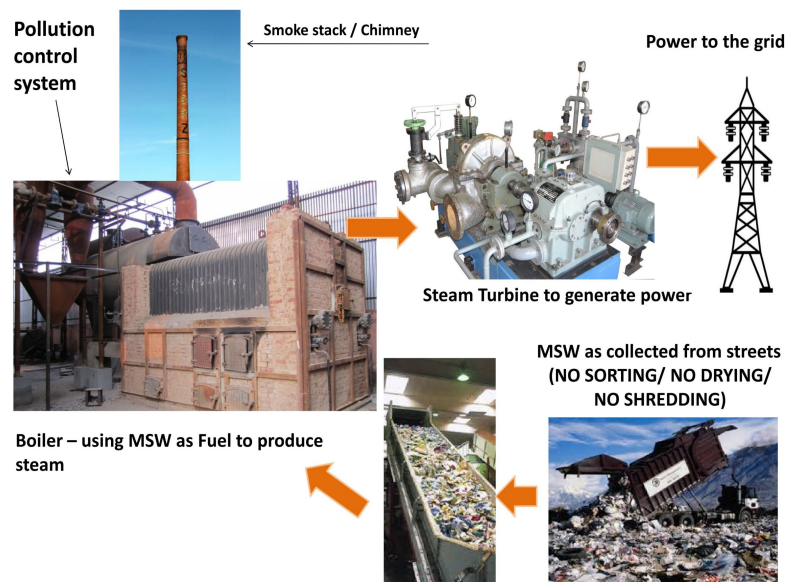 Pollution
control
system
Smoke stack / Chimney
Power to the grid
Steam Turbine to generate power
MSW as collected from streets
(NO SORTING/ NO DRYING/
NO SHREDDING)
Boiler – using MSW as Fuel to produce
steam